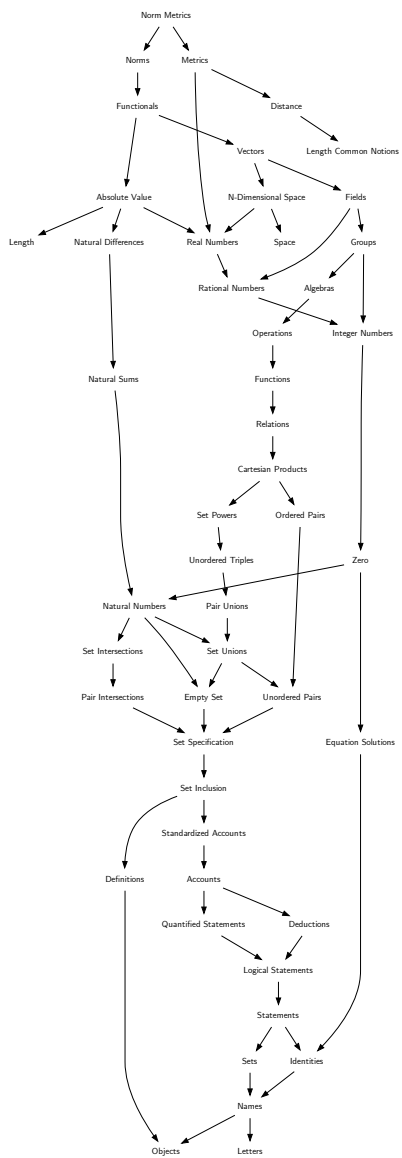 Norm Metrics
Norms
Metrics
Functionals
Distance
Vectors
Length Common Notions
Absolute Value
N-Dimensional Space
Fields
Length
Natural Differences
Real Numbers
Space
Groups
Rational Numbers
Algebras
Operations
Integer Numbers
Natural Sums
Functions
Relations
Cartesian Products
Set Powers
Ordered Pairs
Unordered Triples
Zero
Natural Numbers
Pair Unions
Set Intersections
Set Unions
Pair Intersections
Empty Set
Unordered Pairs
Set Specification
Equation Solutions
Set Inclusion
Standardized Accounts
Definitions
Accounts
Quantified Statements
Deductions
Logical Statements
Statements
Sets
Identities
Names
Objects
Letters